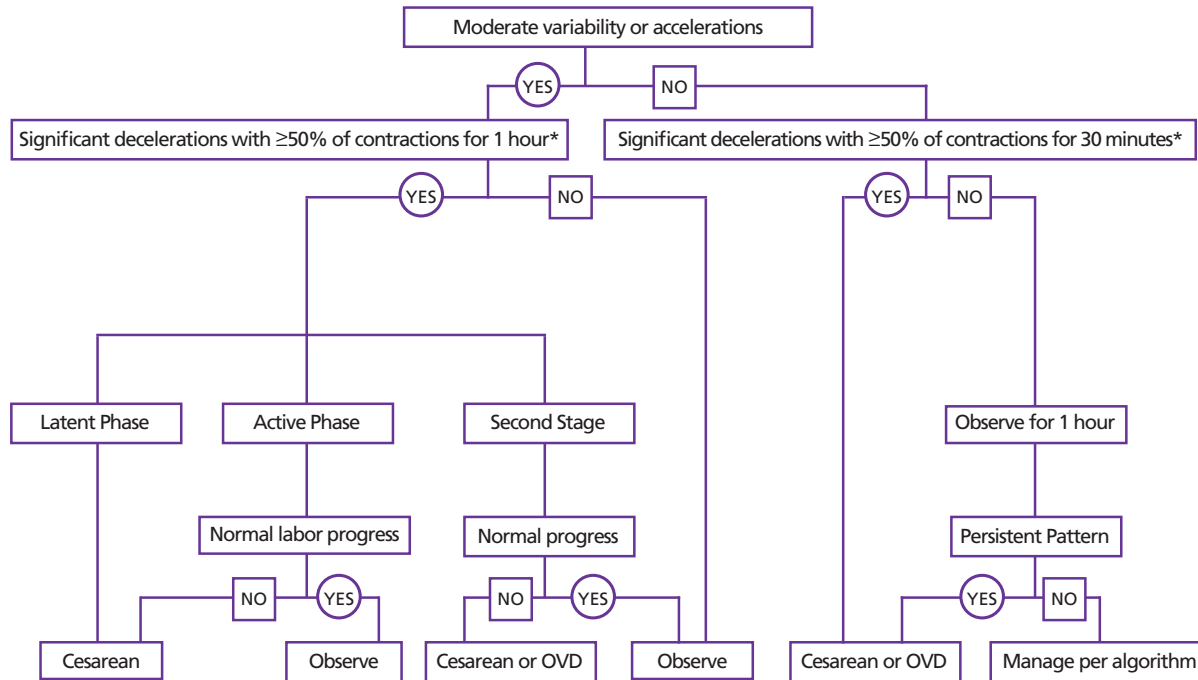 Moderate variability or accelerations
YES
NO
Significant decelerations with ≥50% of contractions for 1 hour*
Significant decelerations with ≥50% of contractions for 30 minutes*
YES
NO
YES
NO
Latent Phase
Active Phase
Second Stage
Observe for 1 hour
Normal labor progress
Normal progress
Persistent Pattern
NO
YES
NO
YES
YES
NO
Cesarean
Observe
Cesarean or OVD
Observe
Cesarean or OVD
Manage per algorithm